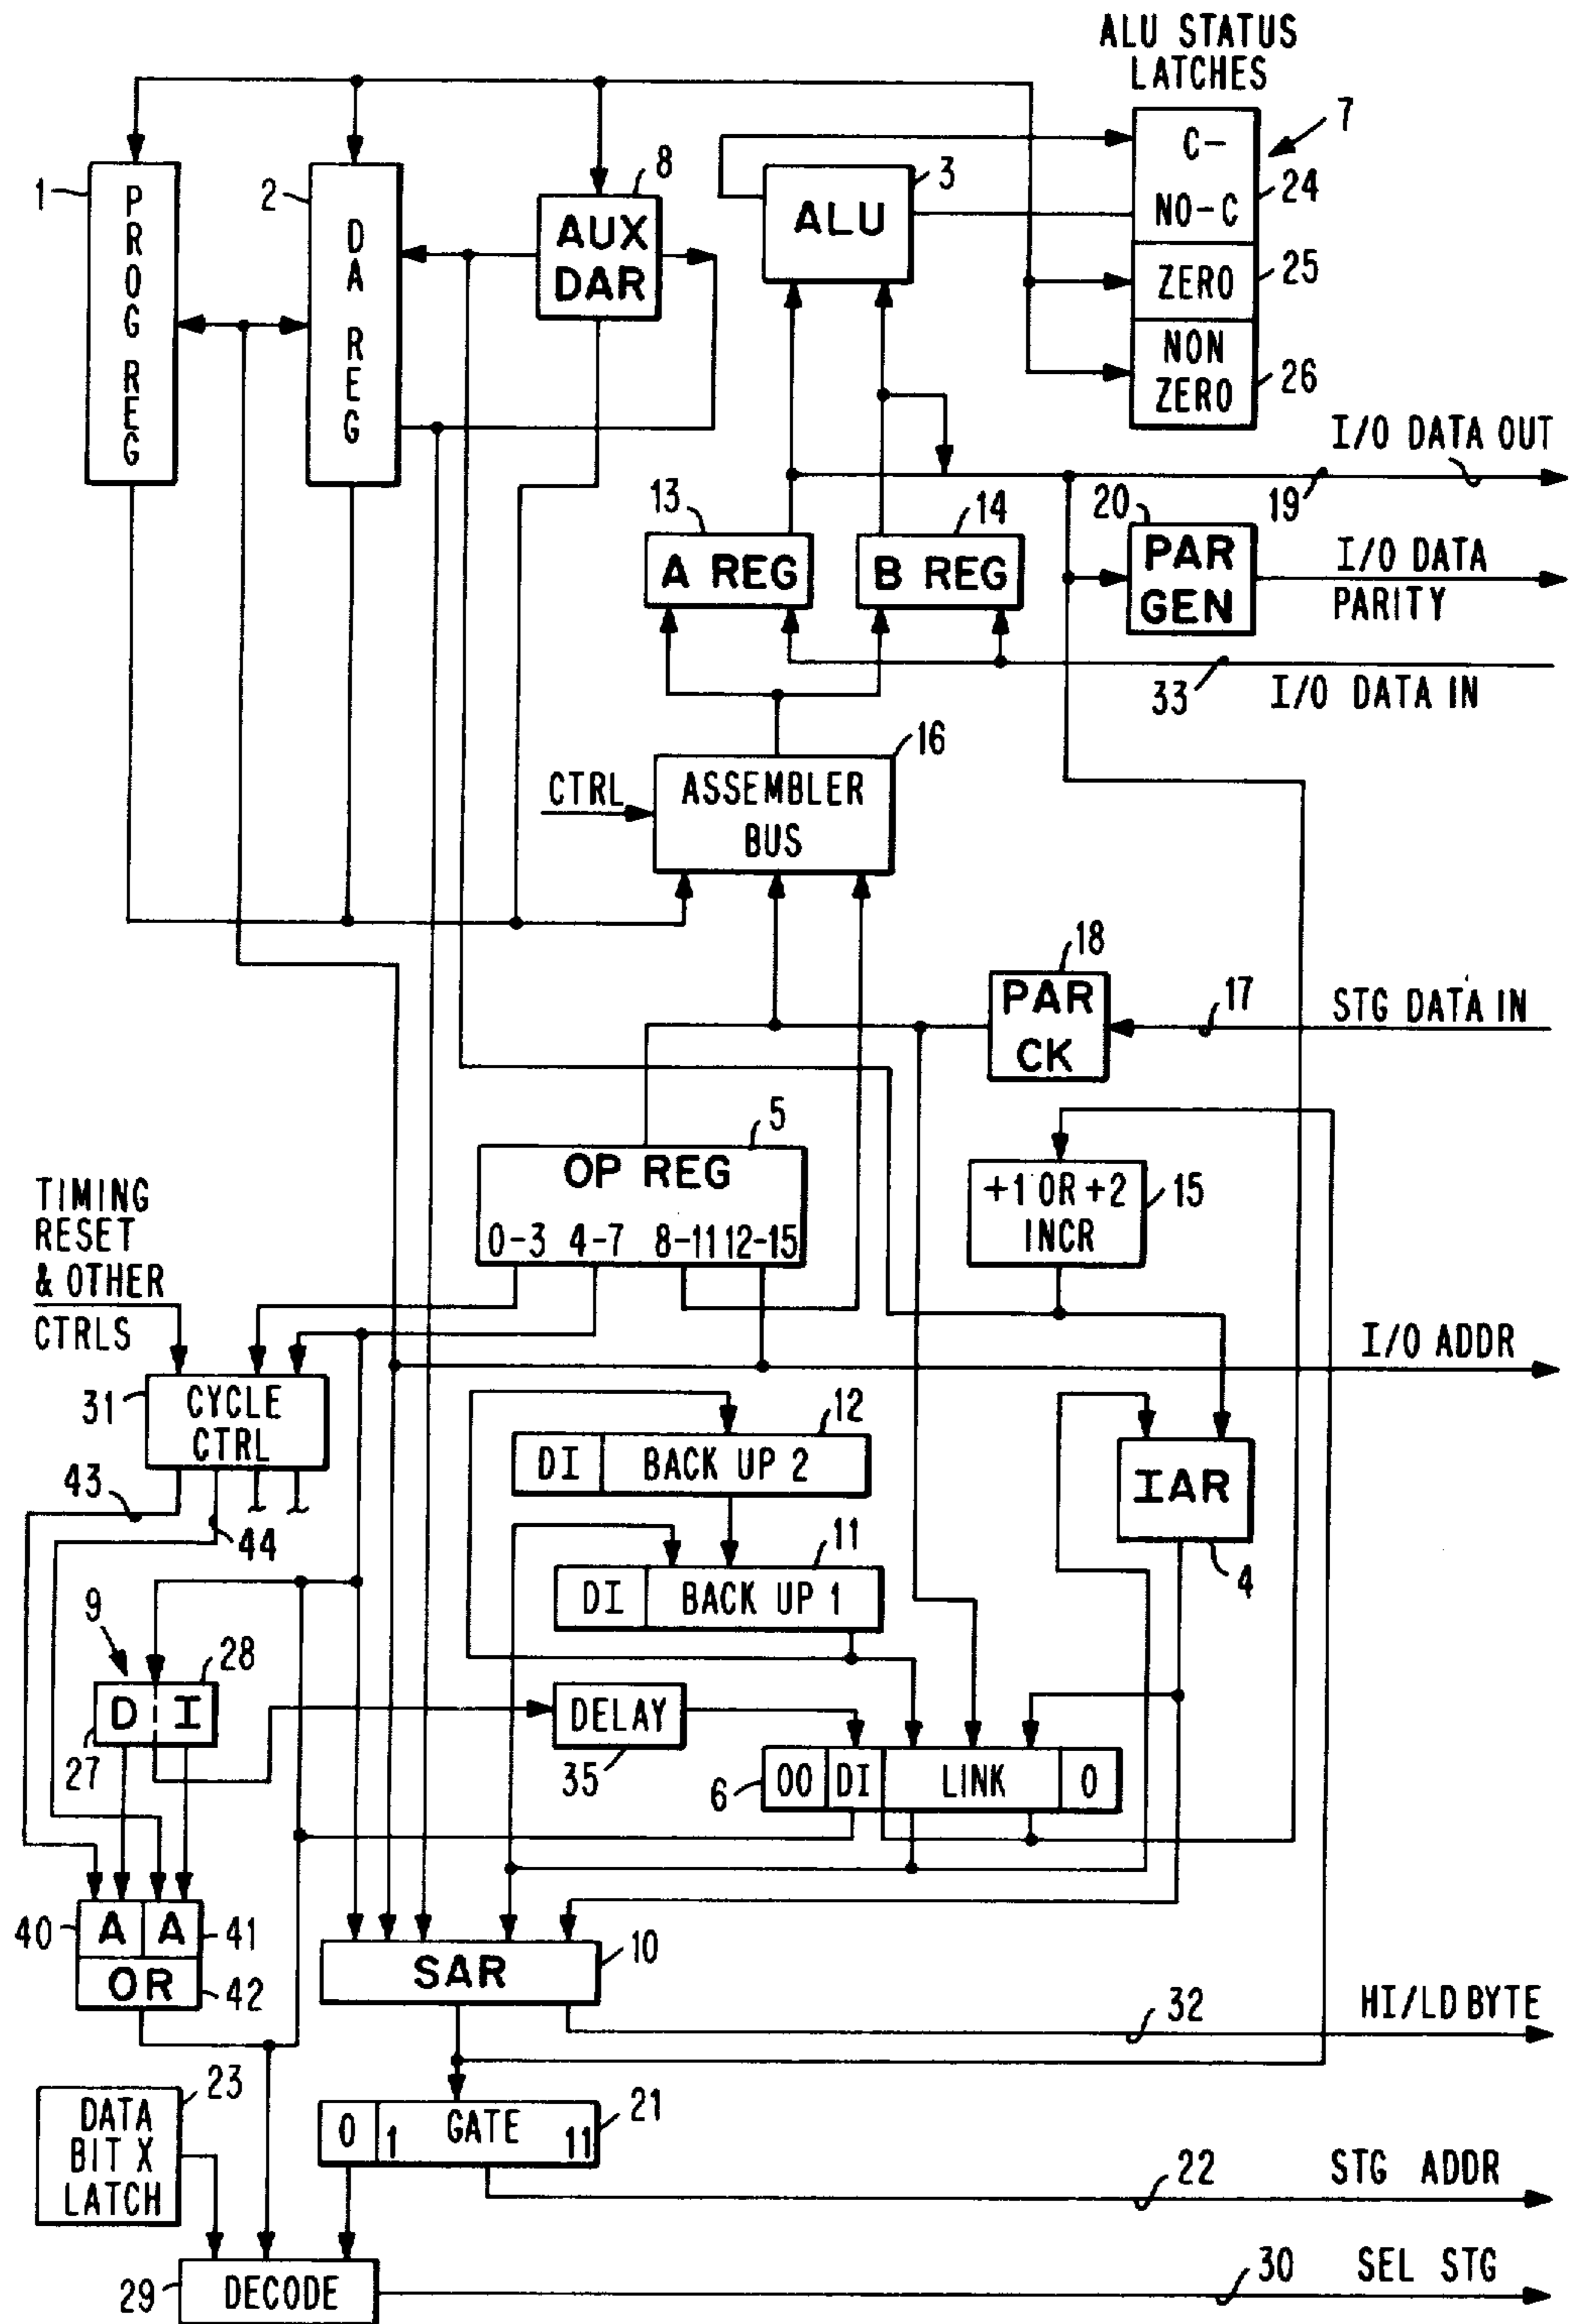 ALU STATUS
LATCHES
7
C-
NO-C
24
ZERO
25
NON
ZERO
26
1
PROG REG
2
DA REG
8
AUX
DAR
3
ALU
I/O DATA OUT
19
13
A REG
14
B REG
20
PAR
GEN
I/O DATA
PARITY
33
I/O DATA IN
16
CTRL
ASSEMBLER
BUS
18
PAR
CK
17
STG DATA IN
5
OP REG
0-3 4-7 8-11 12-15
+1 OR +2
INCR
15
TIMING
RESET
& OTHER
CTRLS
I/O ADDR
31
CYCLE
CTRL
12
DI BACK UP 2
IAR
4
43
44
11
DI BACK UP 1
9
28
D I
27
DELAY
35
6
00 DI LINK 0
40
A A
41
OR
42
SAR
10
32
HI/LD BYTE
23
DATA
BIT X
LATCH
0 1 GATE 11
21
22
STG ADDR
29
DECODE
30
SEL STG